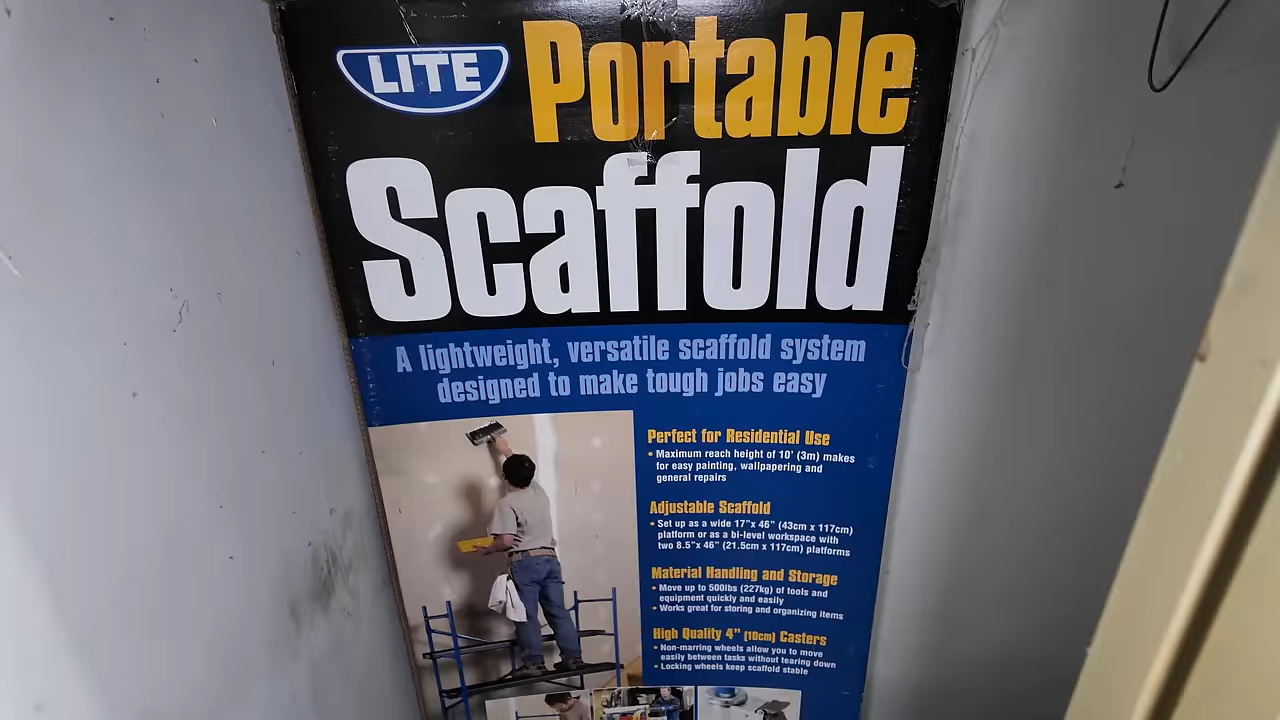 LITE
Portable
Scaffold
A lightweight, versatile scaffold system
designed to make tough jobs easy
Perfect for Residential Use
• Maximum reach height of 10' (3m) makes
for easy painting, wallpapering and
general repairs
Adjustable Scaffold
• Set up as a wide 17"x 46" (43cm x 117cm)
platform or as a bi-level workspace with
two 8.5"x 46" (21.5cm x 117cm) platforms
Material Handling and Storage
• Move up to 500lbs (227kg) of tools and
equipment quickly and easily
• Works great for storing and organizing items
High Quality 4" (10cm) Casters
• Non-marring wheels allow you to move
easily between tasks without tearing down
• Locking wheels keep scaffold stable